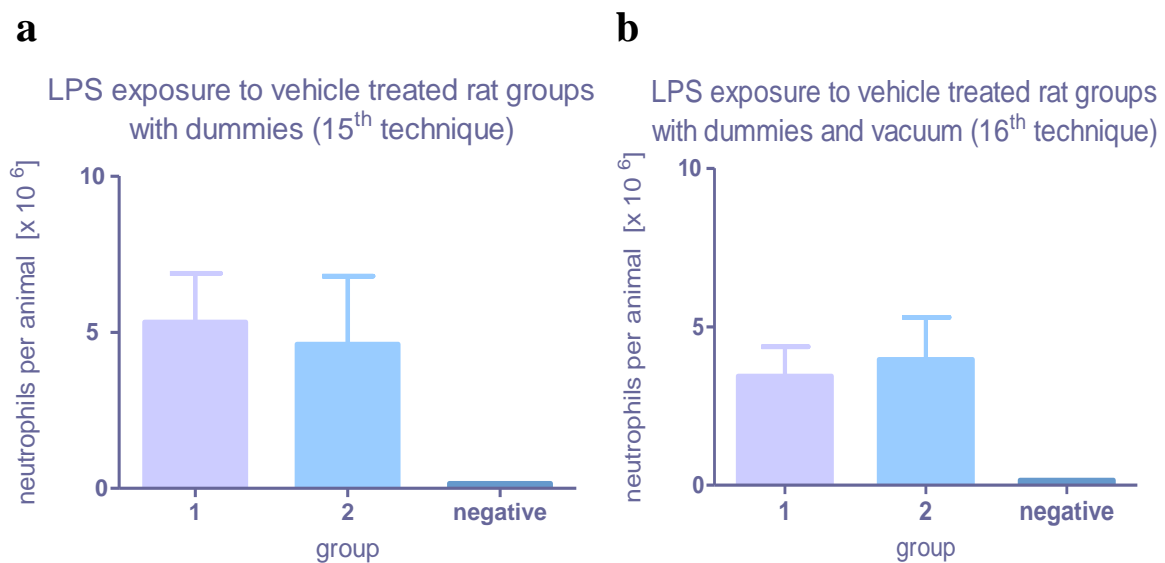 a
LPS exposure to vehicle treated rat groups
with dummies (15th technique)
neutrophils per animal [x 10 6]
10
5
0
1
2
negative
group
b
LPS exposure to vehicle treated rat groups
with dummies and vacuum (16th technique)
neutrophils per animal [x 10 6]
10
5
0
1
2
negative
group